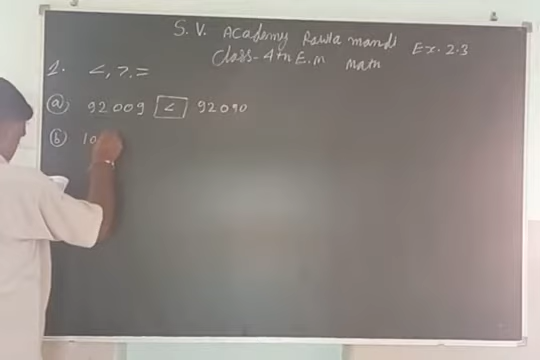 S. V. Academy Rawla mandi Ex. 2.3
Class- 4th E.M Math
1. <, >, =
(a) 92009 < 92090
(b) 10